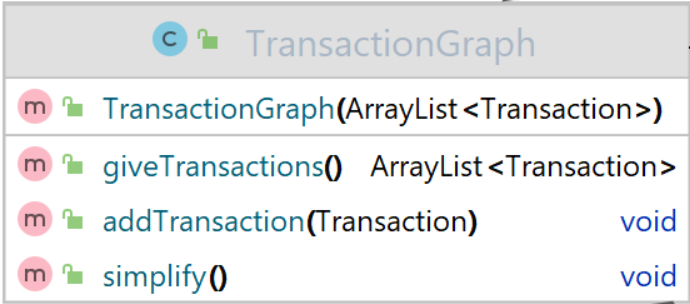 C TransactionGraph
m TransactionGraph(ArrayList<Transaction>)
m giveTransactions() ArrayList<Transaction>
m addTransaction(Transaction) void
m simplify() void